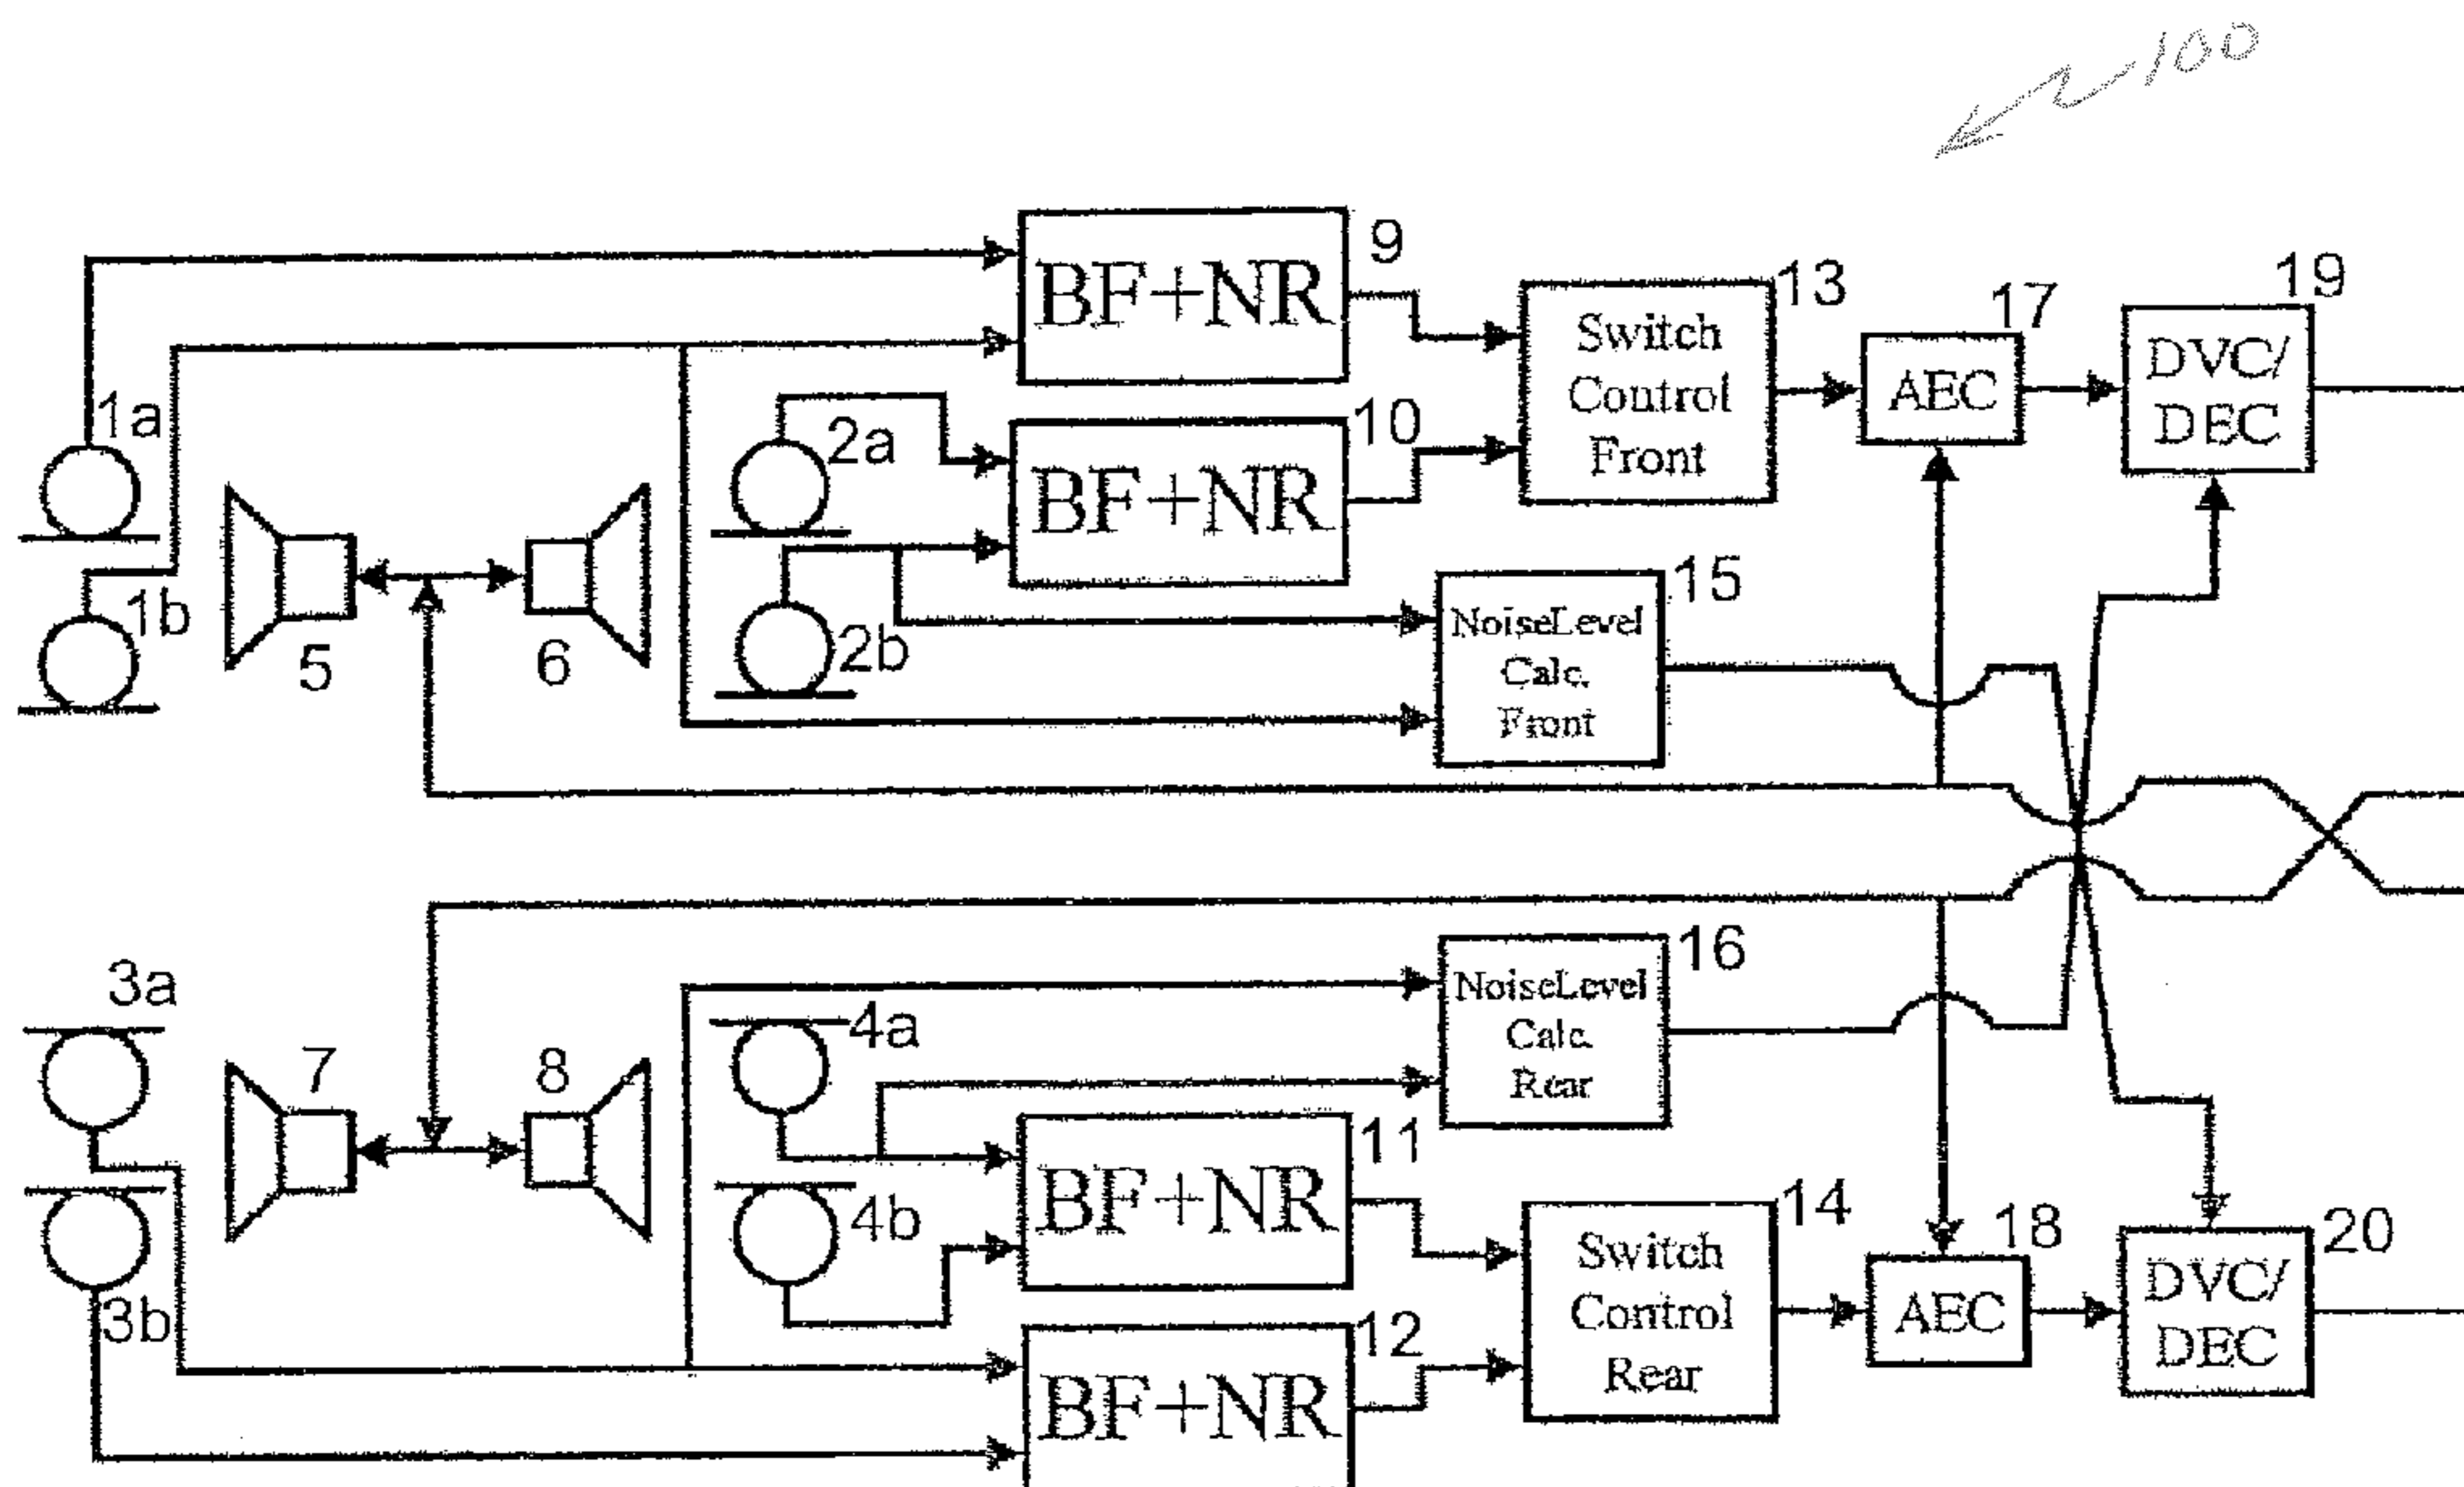 100
9
BF+NR
13
Switch
Control
Front
17
AEC
19
DVC/
DEC
1a
2a
10
BF+NR
1b
5
6
2b
15
NoiseLevel
Calc.
Front
16
NoiseLevel
Calc.
Rear
3a
7
8
4a
11
BF+NR
4b
14
Switch
Control
Rear
18
AEC
20
DVC/
DEC
3b
12
BF+NR